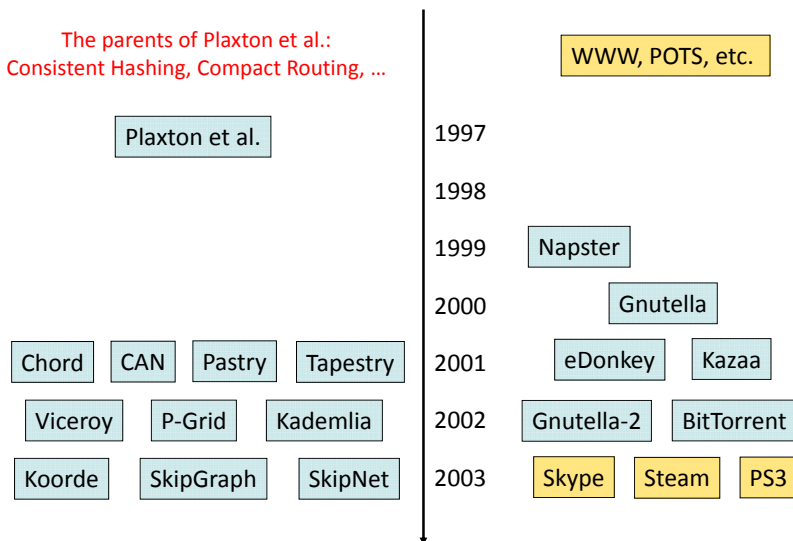 The parents of Plaxton et al.:
Consistent Hashing, Compact Routing, …
WWW, POTS, etc.
Plaxton et al.
1997
1998
1999
Napster
2000
Gnutella
Chord CAN Pastry Tapestry
2001
eDonkey Kazaa
Viceroy P-Grid Kademlia
2002
Gnutella-2 BitTorrent
Koorde SkipGraph SkipNet
2003
Skype Steam PS3